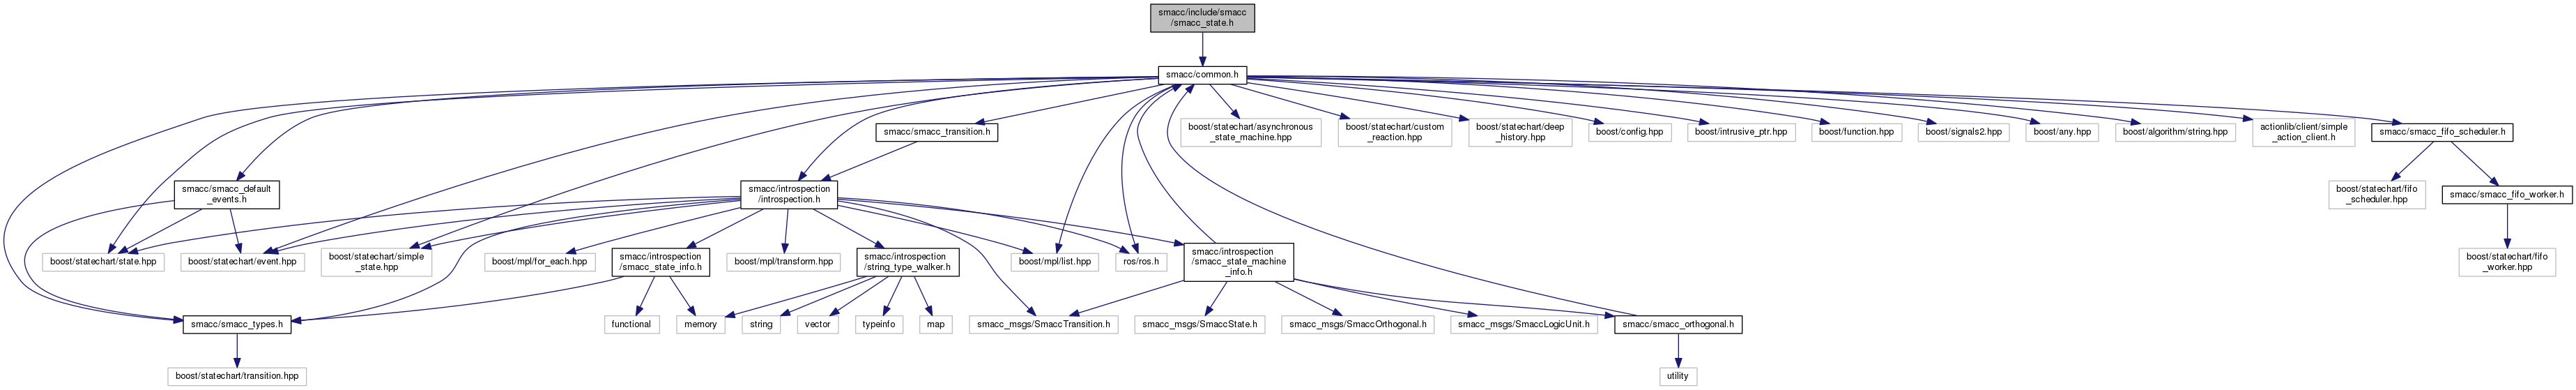 smacc/include/smacc
/smacc_state.h
smacc/common.h
smacc/smacc_transition.h
boost/statechart/asynchronous
_state_machine.hpp
boost/statechart/custom
_reaction.hpp
boost/statechart/deep
_history.hpp
boost/config.hpp
boost/intrusive_ptr.hpp
boost/function.hpp
boost/signals2.hpp
boost/any.hpp
boost/algorithm/string.hpp
actionlib/client/simple
_action_client.h
smacc/smacc_fifo_scheduler.h
smacc/smacc_default
_events.h
smacc/introspection
/introspection.h
boost/statechart/fifo
_scheduler.hpp
smacc/smacc_fifo_worker.h
boost/statechart/state.hpp
boost/statechart/event.hpp
boost/statechart/simple
_state.hpp
boost/mpl/for_each.hpp
smacc/introspection
/smacc_state_info.h
boost/mpl/transform.hpp
smacc/introspection
/string_type_walker.h
boost/mpl/list.hpp
ros/ros.h
smacc/introspection
/smacc_state_machine
_info.h
boost/statechart/fifo
_worker.hpp
smacc/smacc_types.h
functional
memory
string
vector
typeinfo
map
smacc_msgs/SmaccTransition.h
smacc_msgs/SmaccState.h
smacc_msgs/SmaccOrthogonal.h
smacc_msgs/SmaccLogicUnit.h
smacc/smacc_orthogonal.h
boost/statechart/transition.hpp
utility